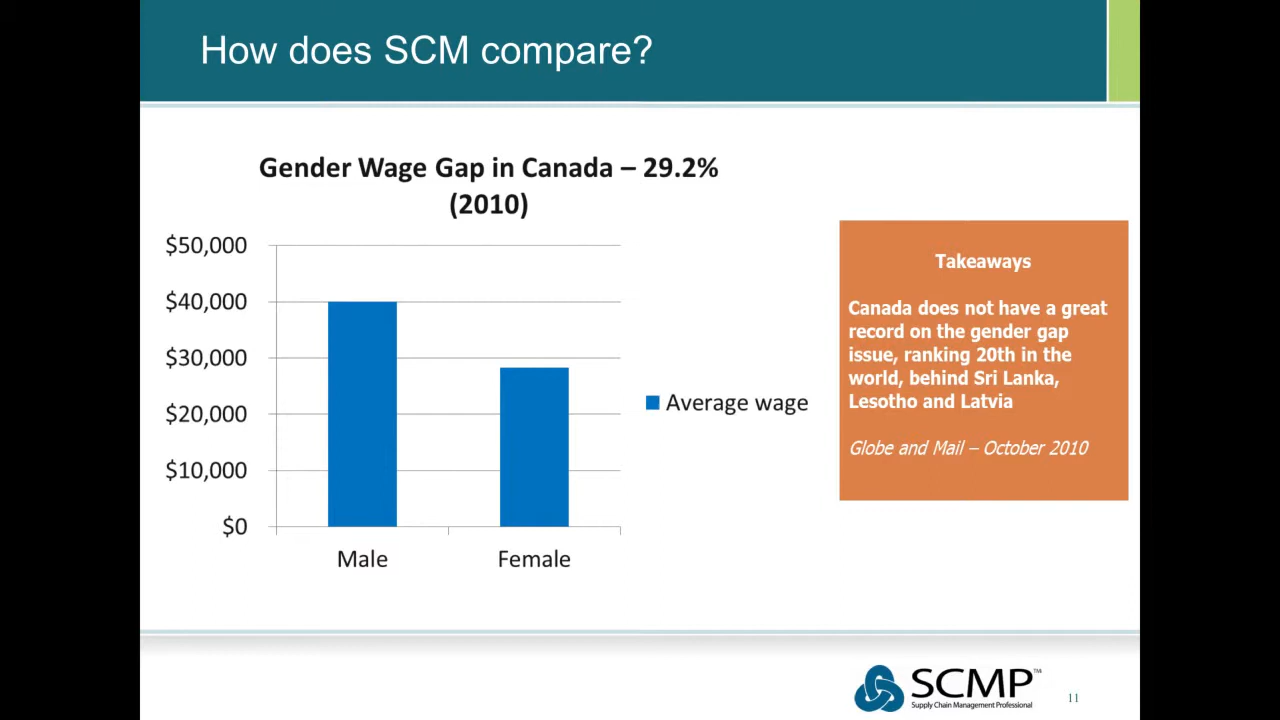 How does SCM compare?
Gender Wage Gap in Canada – 29.2%
(2010)
$50,000
$40,000
$30,000
$20,000
$10,000
$0
Male
Female
Average wage
Takeaways
Canada does not have a great
record on the gender gap
issue, ranking 20th in the
world, behind Sri Lanka,
Lesotho and Latvia
Globe and Mail – October 2010
SCMP™
Supply Chain Management Professional
11